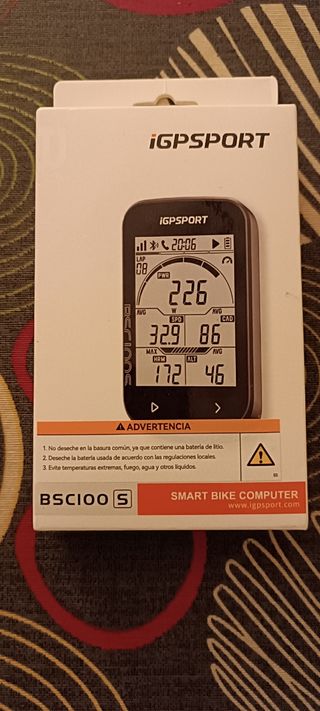 iGPSPORT
iGPSPORT
20:06
LAP
08
PWR
226
AVG W AVG
SPD CAD
32.9 86
MAX AVG
HRM ALT
172 46
BSC100S
ADVERTENCIA
1. No deseche en la basura común, ya que contiene una batería de litio.
2. Deseche la batería usada de acuerdo con las regulaciones locales.
3. Evite temperaturas extremas, fuego, agua y otros líquidos.
BSC100 S
SMART BIKE COMPUTER
www.igpsport.com